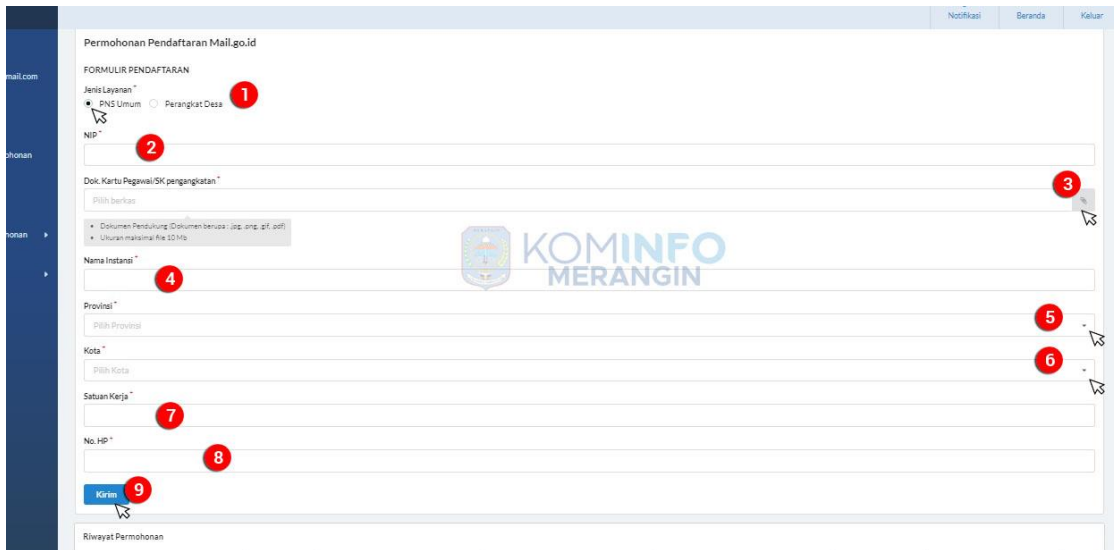 Notifikasi Beranda Keluar
Permohonan Pendaftaran Mail.go.id
mail.com
FORMULIR PENDAFTARAN
Jenis Layanan *
1
PNS Umum Perangkat Desa
NIP *
2
ohonan
Dok. Kartu Pegawai/SK pengangkatan *
3
Pilih berkas
• Dokumen Pendukung (Dokumen berupa : .jpg, .png, .gif, .pdf)
• Ukuran maksimal file 10 Mb
honan
KOMINFO
MERANGIN
Nama Instansi *
4
Provinsi *
5
Pilih Provinsi
Kota *
6
Pilih Kota
Satuan Kerja *
7
No. HP *
8
Kirim
9
Riwayat Permohonan